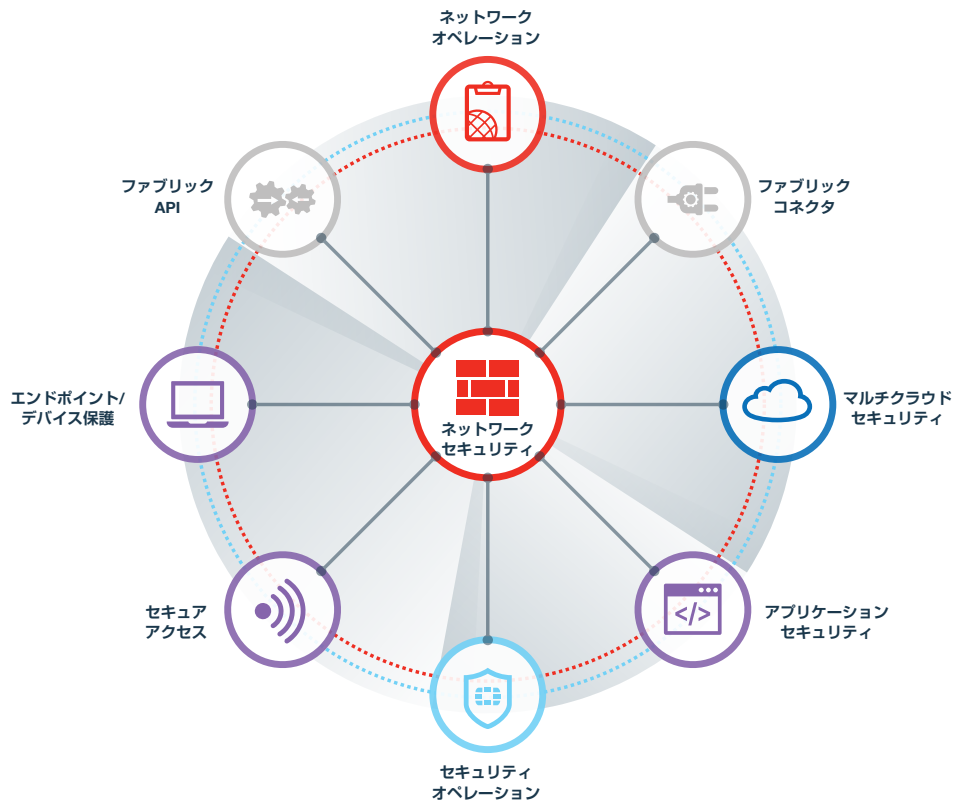 ネットワーク
オペレーション
ファブリック
API
ファブリック
コネクタ
エンドポイント/
デバイス保護
ネットワーク
セキュリティ
マルチクラウド
セキュリティ
セキュア
アクセス
</>
アプリケーション
セキュリティ
セキュリティ
オペレーション